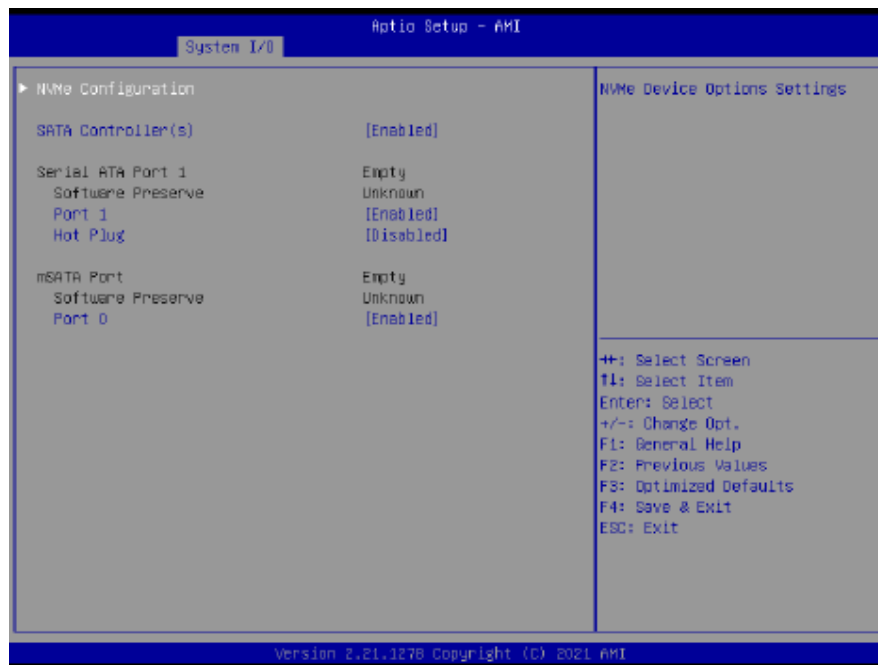 Aptio Setup - AMI
System I/O
▶ NVMe Configuration
SATA Controller(s) [Enabled]
Serial ATA Port 1 Empty
Software Preserve Unknown
Port 1 [Enabled]
Hot Plug [Disabled]
mSATA Port Empty
Software Preserve Unknown
Port 0 [Enabled]
NVMe Device Options Settings
→←: Select Screen
↑↓: Select Item
Enter: Select
+/-: Change Opt.
F1: General Help
F2: Previous Values
F3: Optimized Defaults
F4: Save & Exit
ESC: Exit
Version 2.21.1278 Copyright (C) 2021 AMI